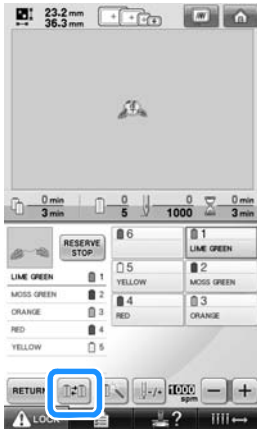 23.2 mm
36.3 mm
0 min
3 min
0
5
0
1000
0 min
3 min
RESERVE
STOP
LIME GREEN 1
MOSS GREEN 2
ORANGE 3
RED 4
YELLOW 5
6
1
LIME GREEN
5
YELLOW
2
MOSS GREEN
4
RED
3
ORANGE
RETURN
-/+
1000
spm
− +
LOCK
?